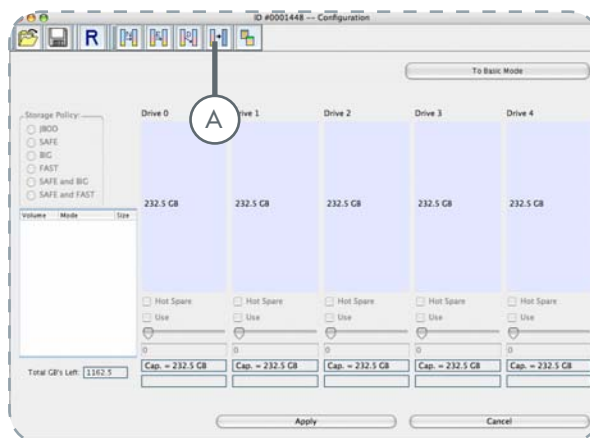 ID #0001448 -- Configuration
R
To Basic Mode
A
Storage Policy:
JBOD
SAFE
BIG
FAST
SAFE and BIG
SAFE and FAST
Volume Mode Size
Total GB's Left: 1162.5
Drive 0 Drive 1 Drive 2 Drive 3 Drive 4
232.5 GB 232.5 GB 232.5 GB 232.5 GB 232.5 GB
Hot Spare Hot Spare Hot Spare Hot Spare Hot Spare
Use Use Use Use Use
0 0 0 0 0
Cap. = 232.5 GB Cap. = 232.5 GB Cap. = 232.5 GB Cap. = 232.5 GB Cap. = 232.5 GB
Apply Cancel